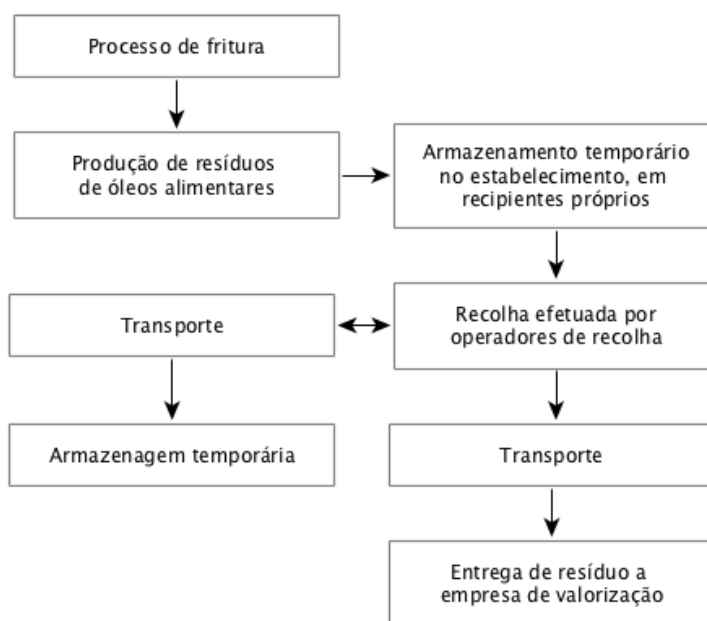 Processo de fritura
Produção de resíduos
de óleos alimentares
Armazenamento temporário
no estabelecimento, em
recipientes próprios
Transporte
Recolha efetuada por
operadores de recolha
Armazenagem temporária
Transporte
Entrega de resíduo a
empresa de valorização